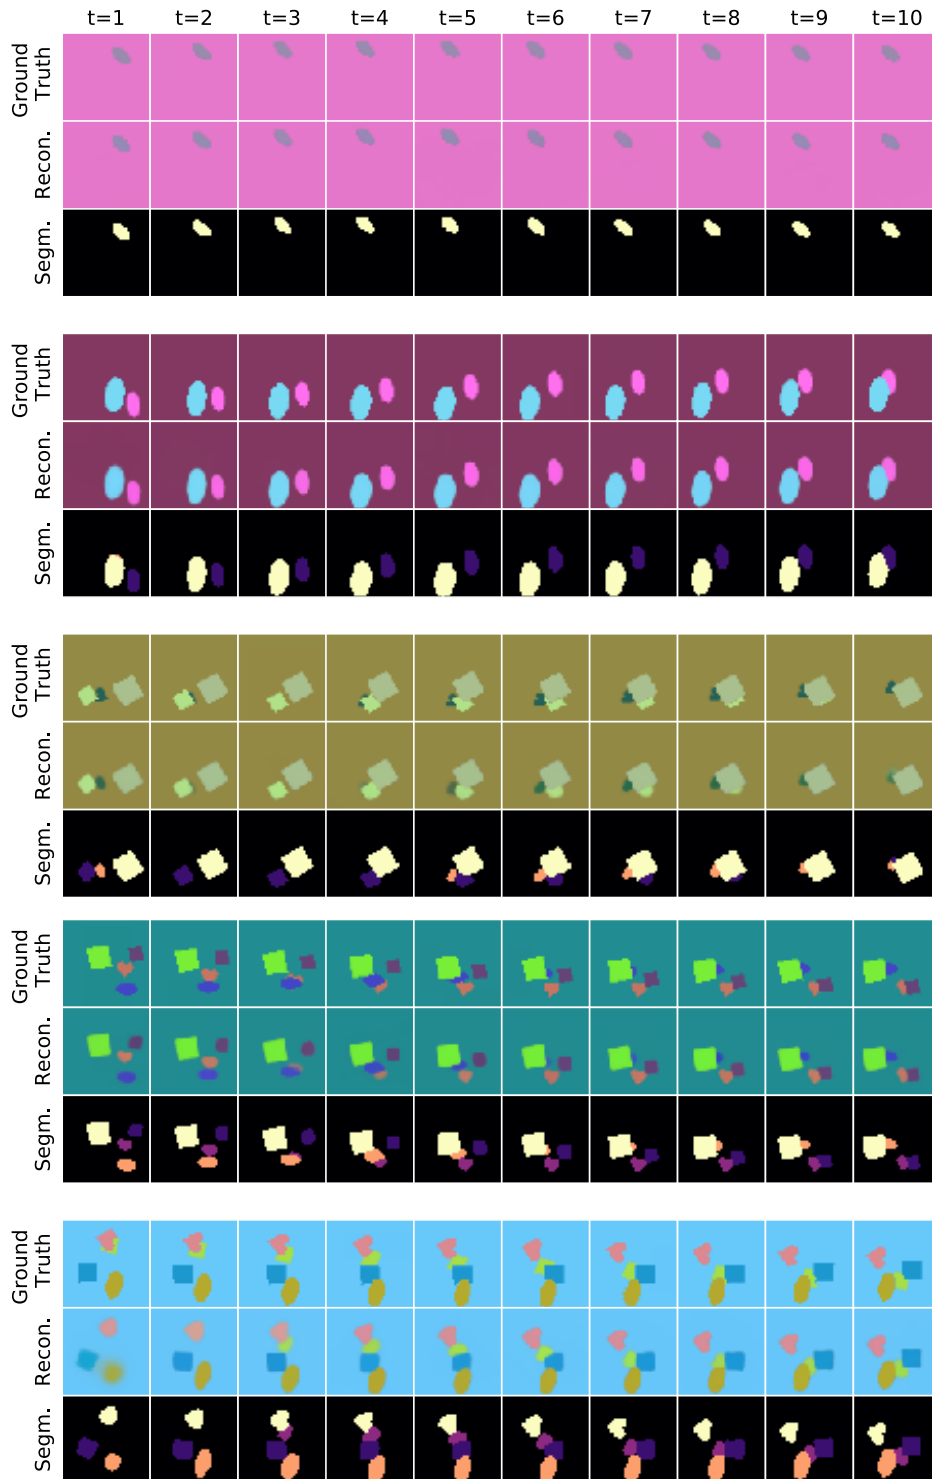 t=1 t=2 t=3 t=4 t=5 t=6 t=7 t=8 t=9 t=10
Ground
Truth
Recon.
Segm.
Ground
Truth
Recon.
Segm.
Ground
Truth
Recon.
Segm.
Ground
Truth
Recon.
Segm.
Ground
Truth
Recon.
Segm.